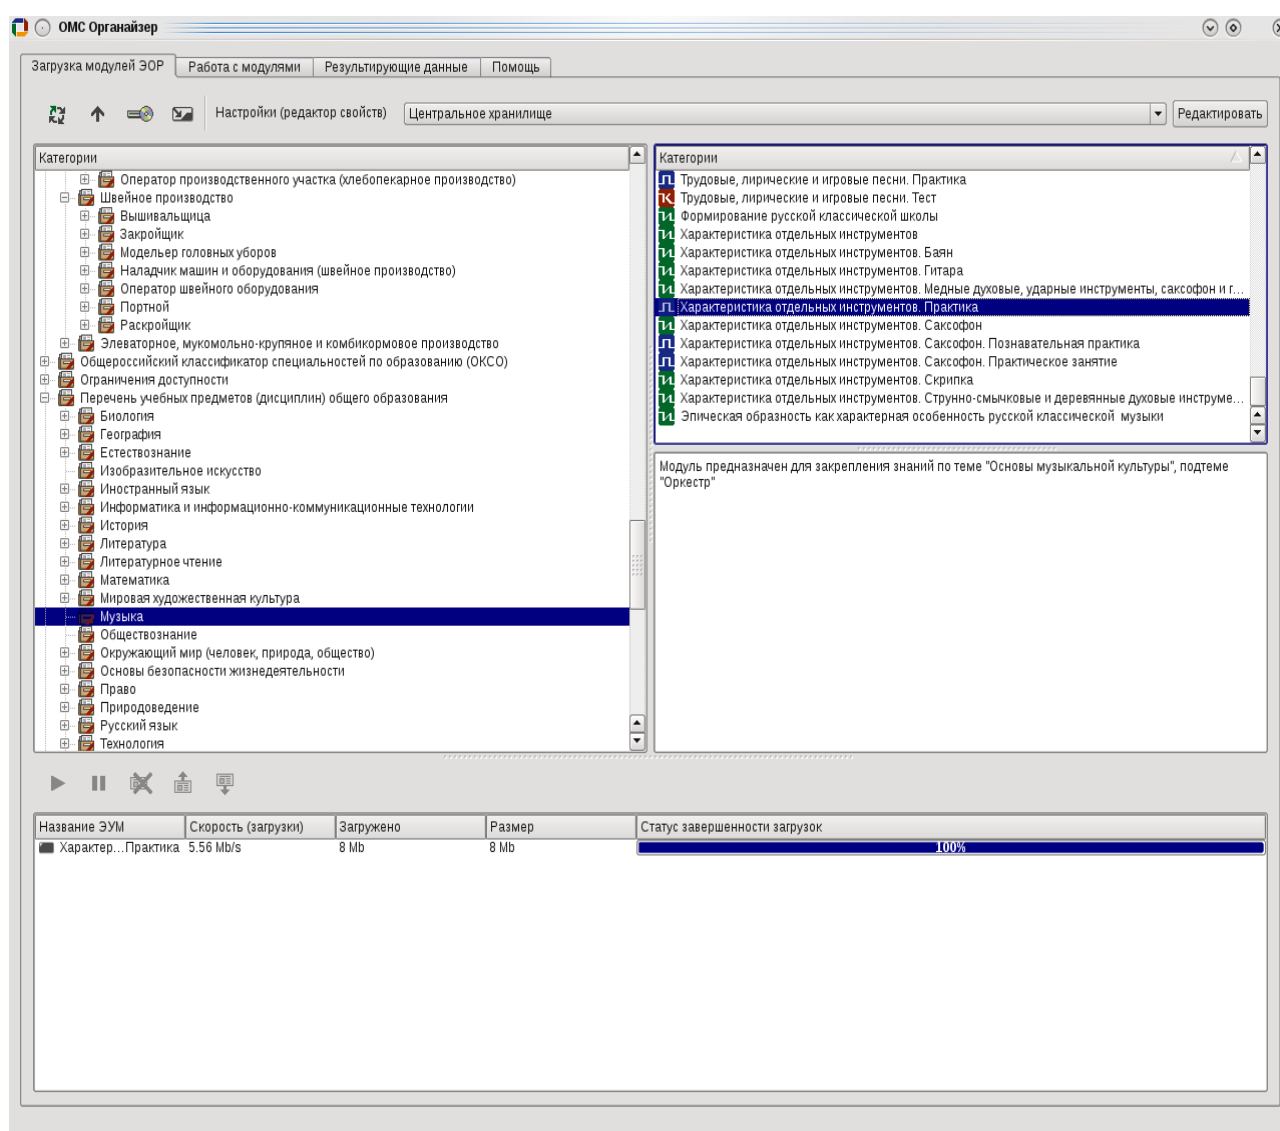 ОМС Органайзер
Загрузка модулей ЭОР
Работа с модулями
Результирующие данные
Помощь
Настройки (редактор свойств)
Центральное хранилище
Редактировать
Категории
Оператор производственного участка (хлебопекарное производство)
Швейное производство
Вышивальщица
Закройщик
Модельер головных уборов
Наладчик машин и оборудования (швейное производство)
Оператор швейного оборудования
Портной
Раскройщик
Элеваторное, мукомольно-крупяное и комбикормовое производство
Общероссийский классификатор специальностей по образованию (ОКСО)
Ограничения доступности
Перечень учебных предметов (дисциплин) общего образования
Биология
География
Естествознание
Изобразительное искусство
Иностранный язык
Информатика и информационно-коммуникационные технологии
История
Литература
Литературное чтение
Математика
Мировая художественная культура
Музыка
Обществознание
Окружающий мир (человек, природа, общество)
Основы безопасности жизнедеятельности
Право
Природоведение
Русский язык
Технология
Категории
П Трудовые, лирические и игровые песни. Практика
К Трудовые, лирические и игровые песни. Тест
И Формирование русской классической школы
И Характеристика отдельных инструментов
И Характеристика отдельных инструментов. Баян
И Характеристика отдельных инструментов. Гитара
И Характеристика отдельных инструментов. Медные духовые, ударные инструменты, саксофон и г...
П Характеристика отдельных инструментов. Практика
И Характеристика отдельных инструментов. Саксофон
П Характеристика отдельных инструментов. Саксофон. Познавательная практика
П Характеристика отдельных инструментов. Саксофон. Практическое занятие
И Характеристика отдельных инструментов. Скрипка
И Характеристика отдельных инструментов. Струнно-смычковые и деревянные духовые инструме...
И Эпическая образность как характерная особенность русской классической музыки
Модуль предназначен для закрепления знаний по теме "Основы музыкальной культуры", подтеме
"Оркестр"
Название ЭУМ Скорость (загрузки) Загружено Размер Статус завершенности загрузок
Характер...Практика 5.56 Mb/s 8 Mb 8 Mb 100%